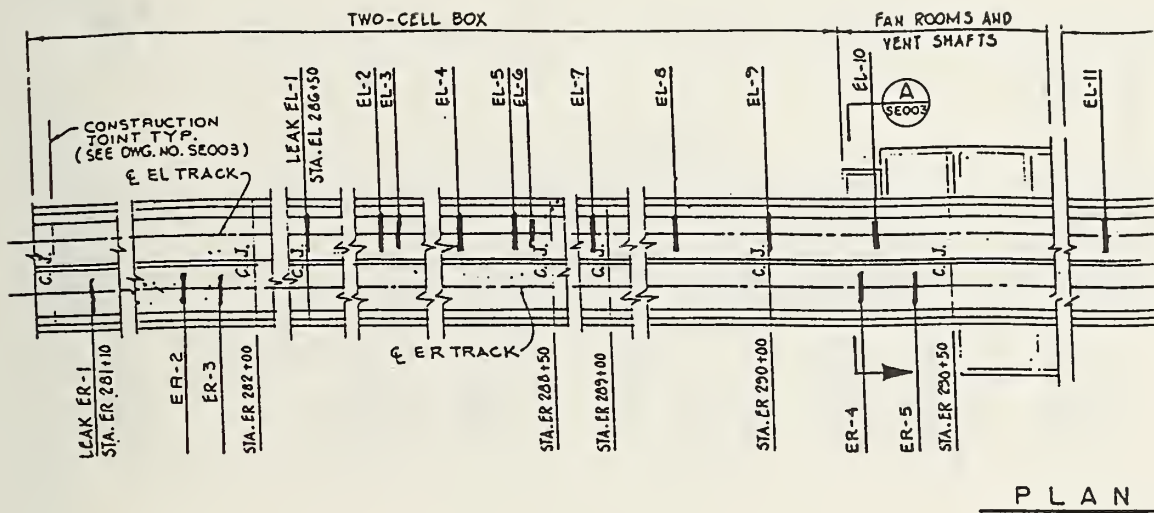 TWO-CELL BOX
FAN ROOMS AND
VENT SHAFTS
CONSTRUCTION
JOINT TYP.
(SEE DWG. NO. SE003)
℄ EL TRACK
LEAK EL-1
STA. EL 286+50
EL-2
EL-3
EL-4
EL-5
EL-6
EL-7
EL-8
EL-9
EL-10
A
SE003
EL-11
C. J.
C. J.
C. J.
C. J.
C. J.
C. J.
C. J.
℄ ER TRACK
LEAK ER-1
STA. ER 281+10
ER-2
ER-3
STA. ER 282+00
STA. ER 288+50
STA. ER 289+00
STA. ER 290+00
ER-4
ER-5
STA. ER 290+50
PLAN